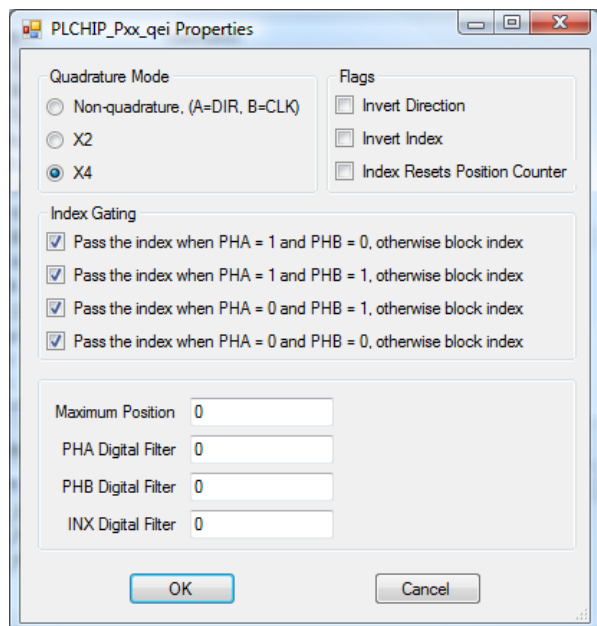 PLCHIP_Pxx_qei Properties
Quadrature Mode
Non-quadrature, (A=DIR, B=CLK)
X2
X4
Flags
Invert Direction
Invert Index
Index Resets Position Counter
Index Gating
Pass the index when PHA = 1 and PHB = 0, otherwise block index
Pass the index when PHA = 1 and PHB = 1, otherwise block index
Pass the index when PHA = 0 and PHB = 1, otherwise block index
Pass the index when PHA = 0 and PHB = 0, otherwise block index
Maximum Position 0
PHA Digital Filter 0
PHB Digital Filter 0
INX Digital Filter 0
OK Cancel